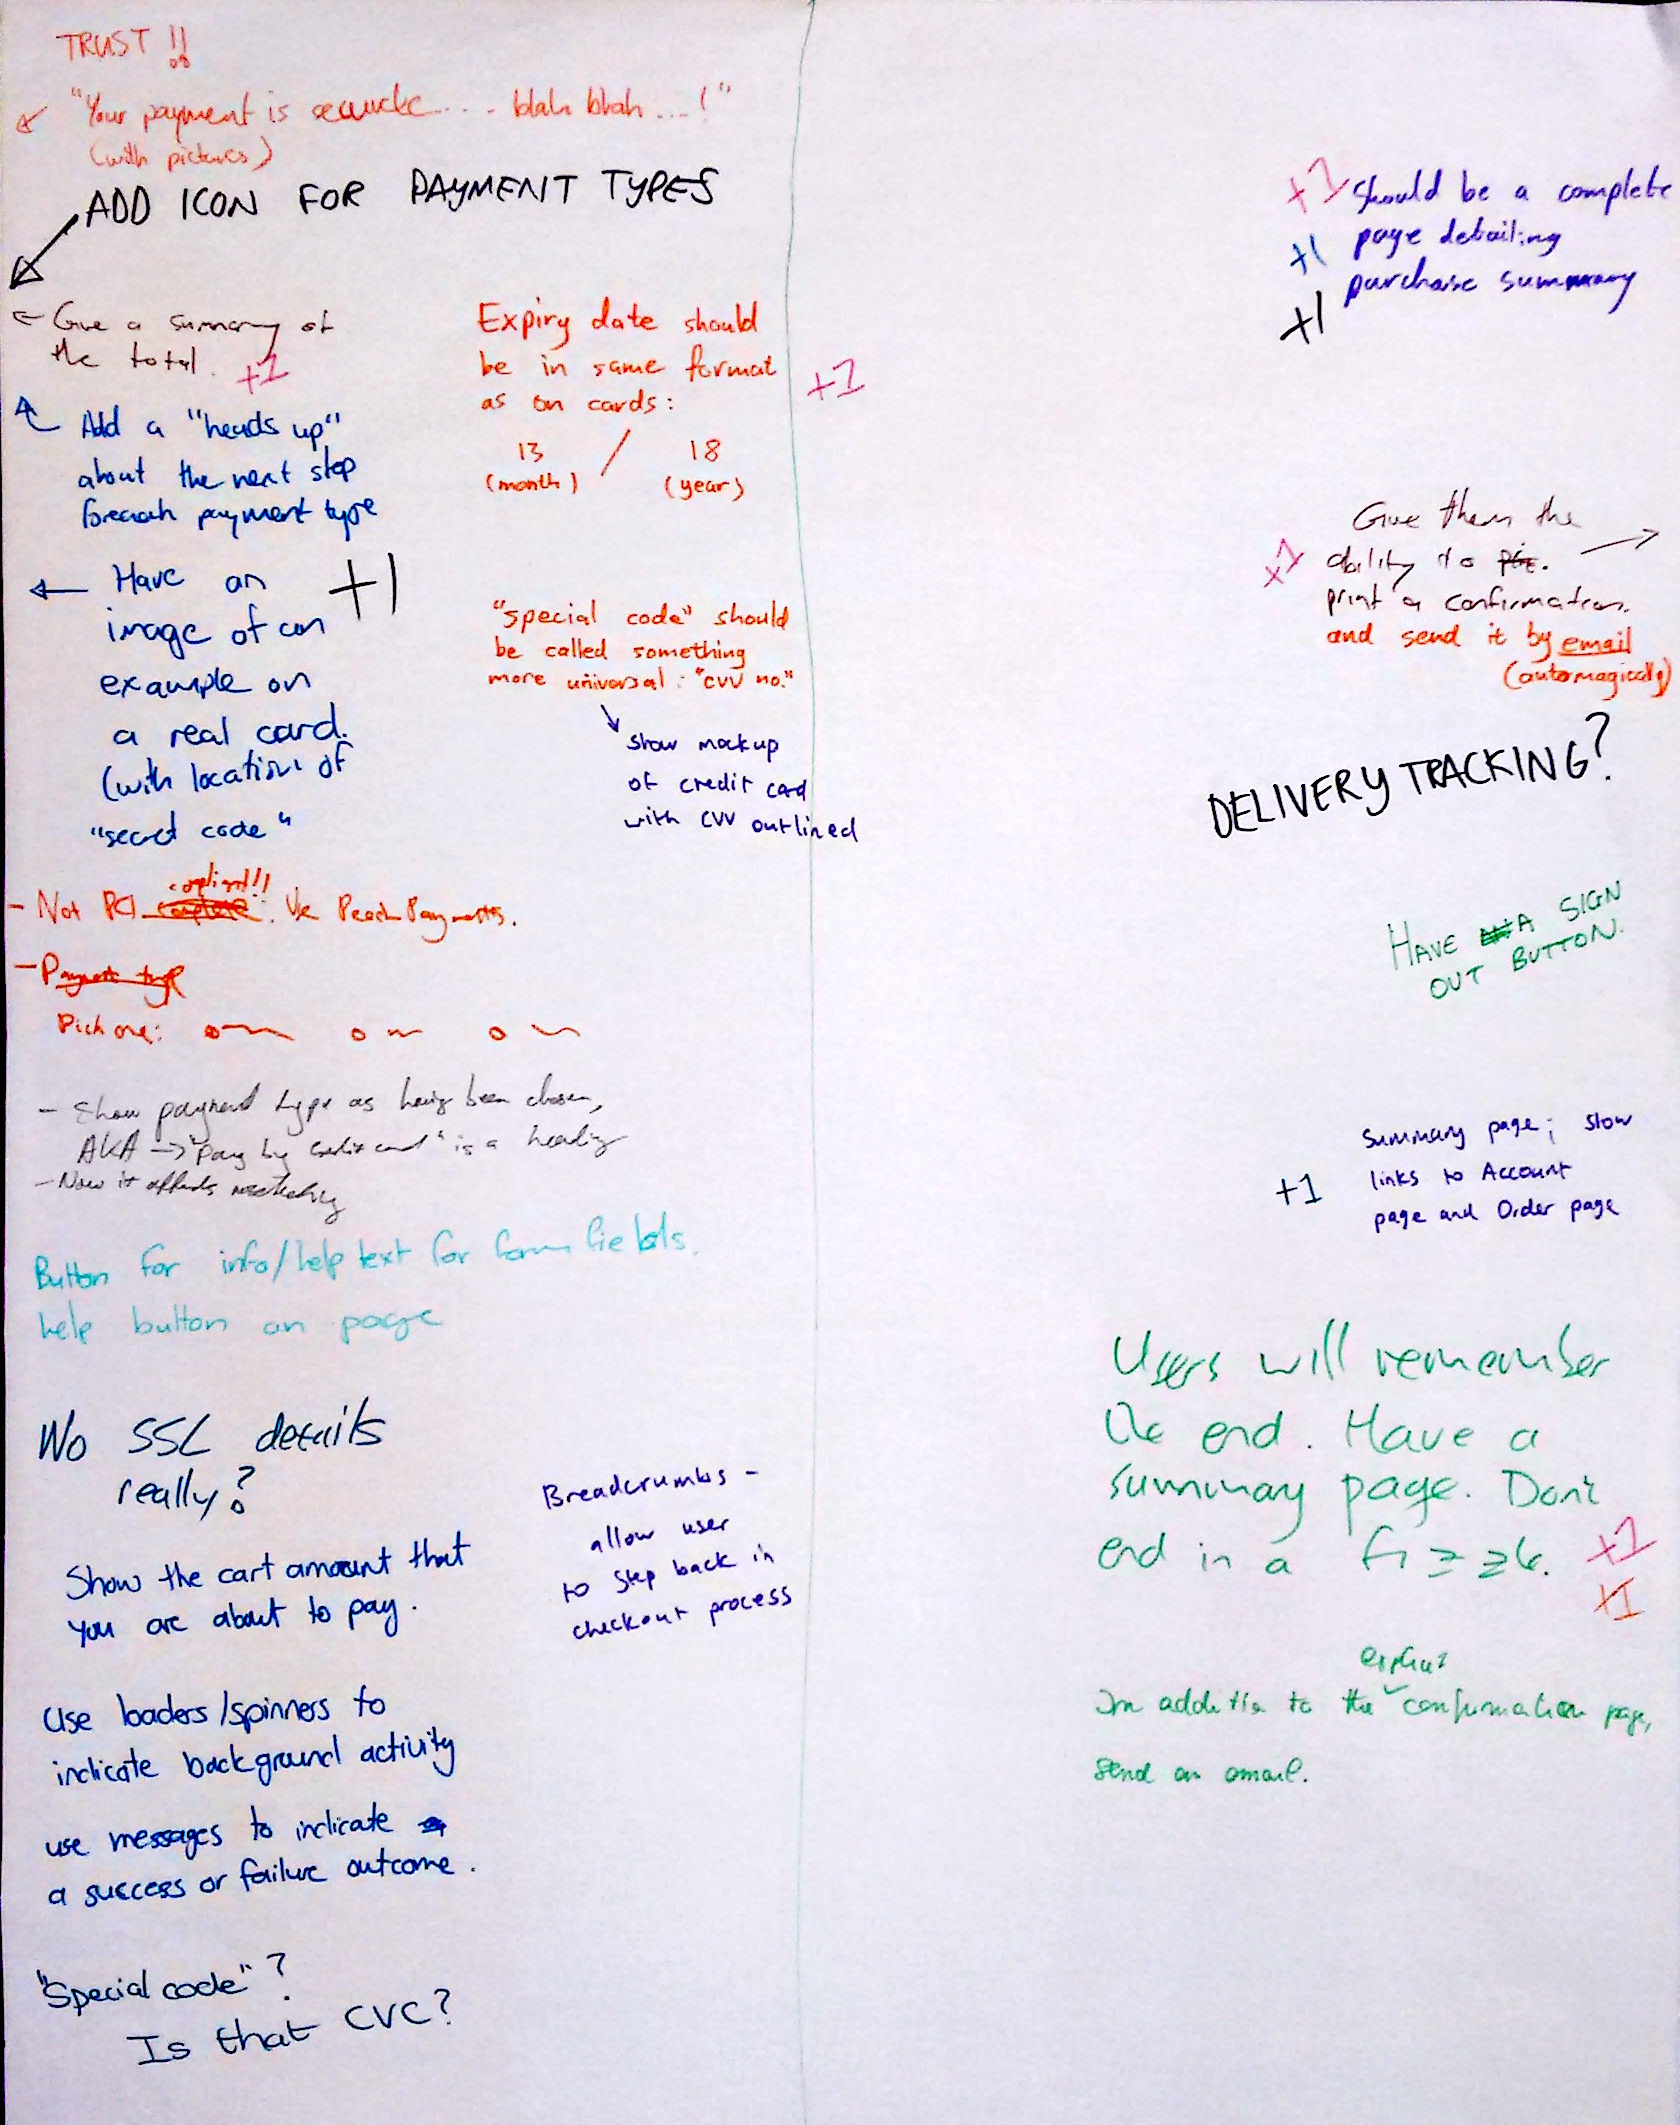 TRUST !!
"Your payment is secure.... blah blah....!"
(with pictures)
ADD ICON FOR PAYMENT TYPES
Give a summary of
the total. +1
Add a "heads up"
about the next step
foreach payment type
Have an +1
image of an
example on
a real card.
(with location of
"secret code"
Expiry date should
be in same format
as on cards: +1
13 / 18
(month) (year)
"special code" should
be called something
more universal: "CVV no."
show mockup
of credit card
with CVV outlined
- Not PCI compliant!! Use Peach Payments.
- Payment type
Pick one:
- Show payment type as having been chosen,
AKA → "Pay by credit card" is a heading
- Now it affects
Button for info/help text for form fields.
help button on page
No SSL details
really?
Show the cart amount that
you are about to pay.
Breadcrumbs -
allow user
to step back in
checkout process
Use loaders/spinners to
indicate background activity
use messages to indicate
a success or failure outcome.
"Special code"?
Is that CVC?
+1 Should be a complete
+1 page detailing
purchase summary
+1
Give them the
+1 ability to
print a confirmation.
and send it by email
(automagically)
DELIVERY TRACKING?
HAVE A SIGN
OUT BUTTON.
Summary page; show
+1 links to Account
page and Order page
Users will remember
the end. Have a
summary page. Don't
end in a +1
+1
explicit
In addition to the confirmation page,
send an email.